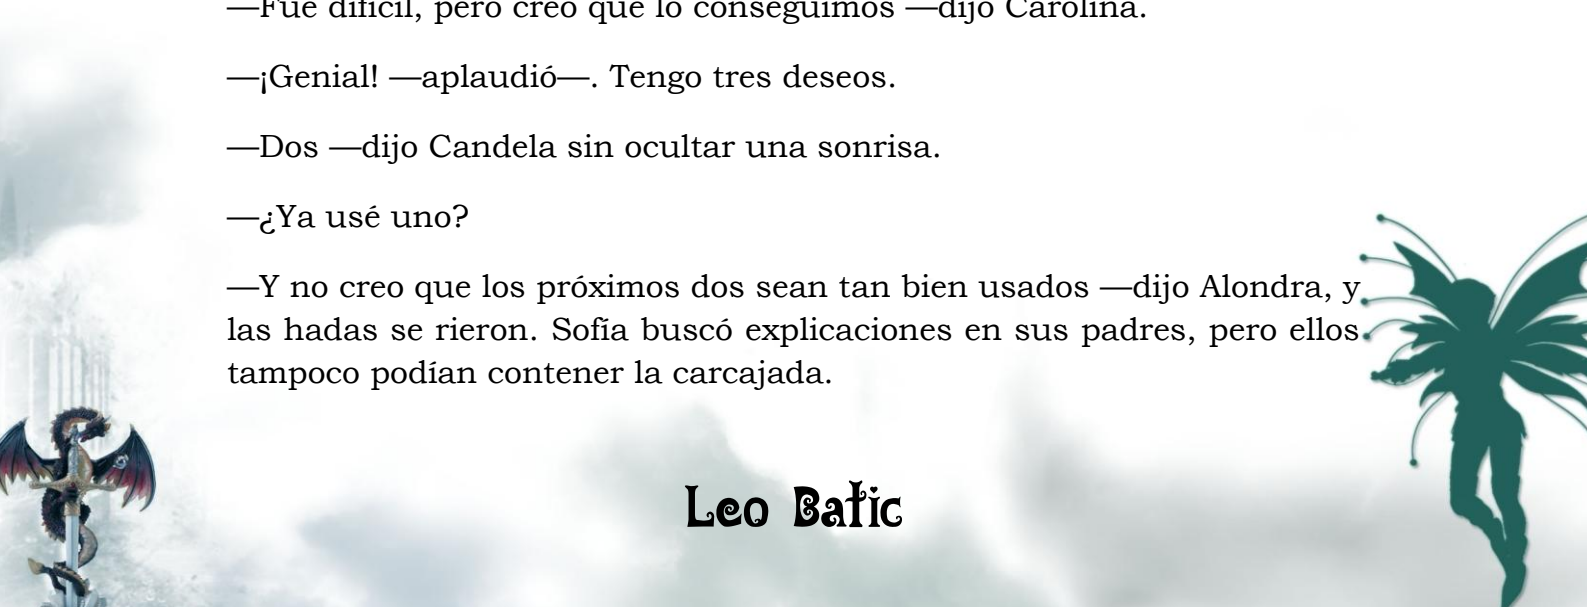 —Fue difícil, pero creo que lo conseguimos —dijo Carolina.
—¡Genial! —aplaudió—. Tengo tres deseos.
—Dos —dijo Candela sin ocultar una sonrisa.
—¿Ya usé uno?
—Y no creo que los próximos dos sean tan bien usados —dijo Alondra, y
las hadas se rieron. Sofía buscó explicaciones en sus padres, pero ellos
tampoco podían contener la carcajada.
Leo Batic